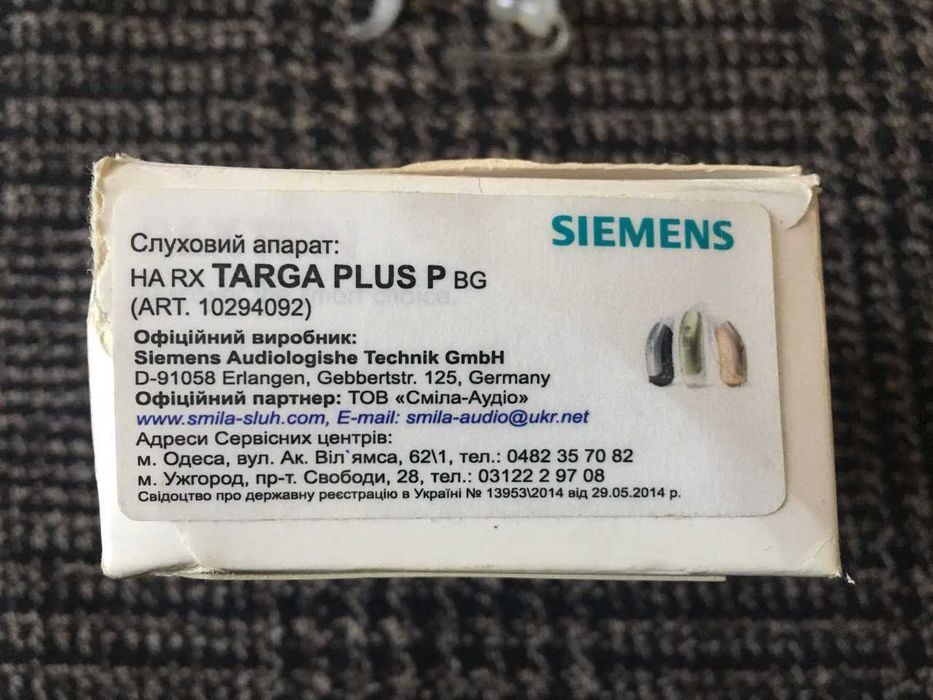 SIEMENS
Слуховий апарат:
HA RX TARGA PLUS P BG
(ART. 10294092)
Офіційний виробник:
Siemens Audiologishe Technik GmbH
D-91058 Erlangen, Gebbertstr. 125, Germany
Офіційний партнер: ТОВ «Сміла-Аудіо»
www.smila-sluh.com, E-mail: smila-audio@ukr.net
Адреси Сервісних центрів:
м. Одеса, вул. Ак. Віл`ямса, 62\1, тел.: 0482 35 70 82
м. Ужгород, пр-т. Свободи, 28, тел.: 03122 2 97 08
Свідоцтво про державну реєстрацію в Україні № 13953\2014 від 29.05.2014 р.